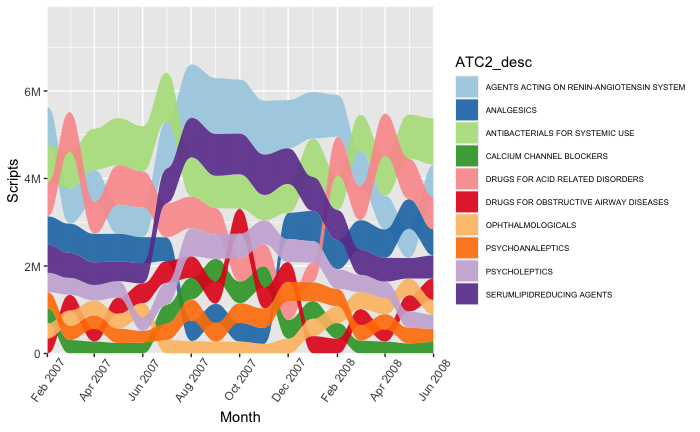 ATC2_desc
AGENTS ACTING ON RENIN-ANGIOTENSIN SYSTEM
ANALGESICS
ANTIBACTERIALS FOR SYSTEMIC USE
CALCIUM CHANNEL BLOCKERS
DRUGS FOR ACID RELATED DISORDERS
DRUGS FOR OBSTRUCTIVE AIRWAY DISEASES
OPHTHALMOLOGICALS
PSYCHOANALEPTICS
PSYCHOLEPTICS
SERUMLIPIDREDUCING AGENTS
Scripts
6M
4M
2M
0
Feb 2007
Apr 2007
Jun 2007
Aug 2007
Oct 2007
Dec 2007
Feb 2008
Apr 2008
Jun 2008
Month